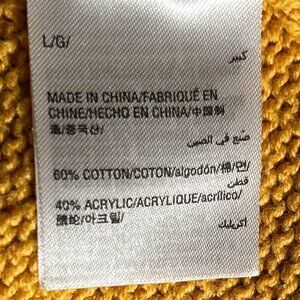 L/G/
كبير
MADE IN CHINA/FABRIQUÉ EN
CHINE/HECHO EN CHINA/中国制
造/중국산/
صنع في الصين
60% COTTON/COTON/algodón/棉/면/
قطن
40% ACRYLIC/ACRYLIQUE/acrílico/
腈纶/아크릴/
أكريليك